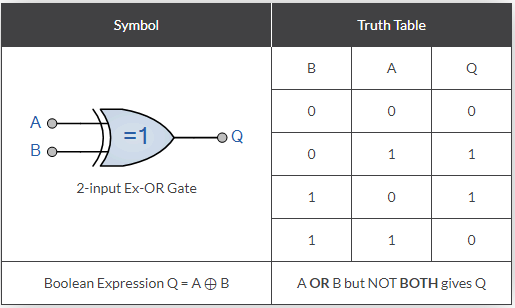 Symbol
Truth Table
B A Q
0 0 0
0 1 1
1 0 1
1 1 0
A
B
=1
Q
2-input Ex-OR Gate
Boolean Expression Q = A ⊕ B
A OR B but NOT BOTH gives Q